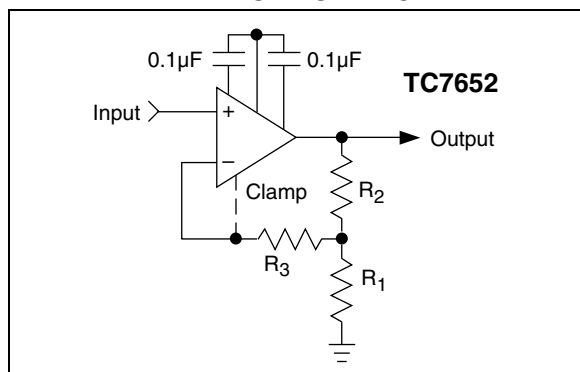 0.1µF
0.1µF
TC7652
Input
+
Output
−
Clamp
R2
R3
R1